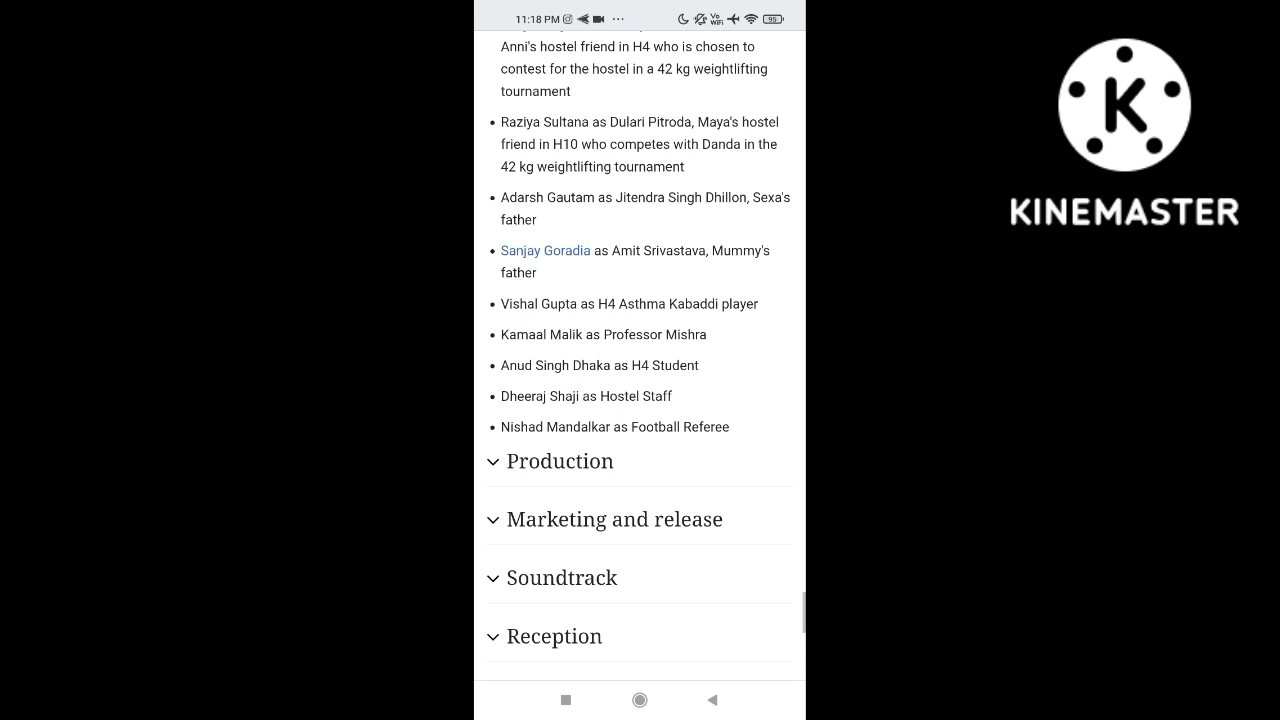 11:18 PM ...
Vo
WiFi
95
Anni's hostel friend in H4 who is chosen to
contest for the hostel in a 42 kg weightlifting
tournament
• Raziya Sultana as Dulari Pitroda, Maya's hostel
friend in H10 who competes with Danda in the
42 kg weightlifting tournament
• Adarsh Gautam as Jitendra Singh Dhillon, Sexa's
father
• Sanjay Goradia as Amit Srivastava, Mummy's
father
• Vishal Gupta as H4 Asthma Kabaddi player
• Kamaal Malik as Professor Mishra
• Anud Singh Dhaka as H4 Student
• Dheeraj Shaji as Hostel Staff
• Nishad Mandalkar as Football Referee
Production
Marketing and release
Soundtrack
Reception
K
KINEMASTER